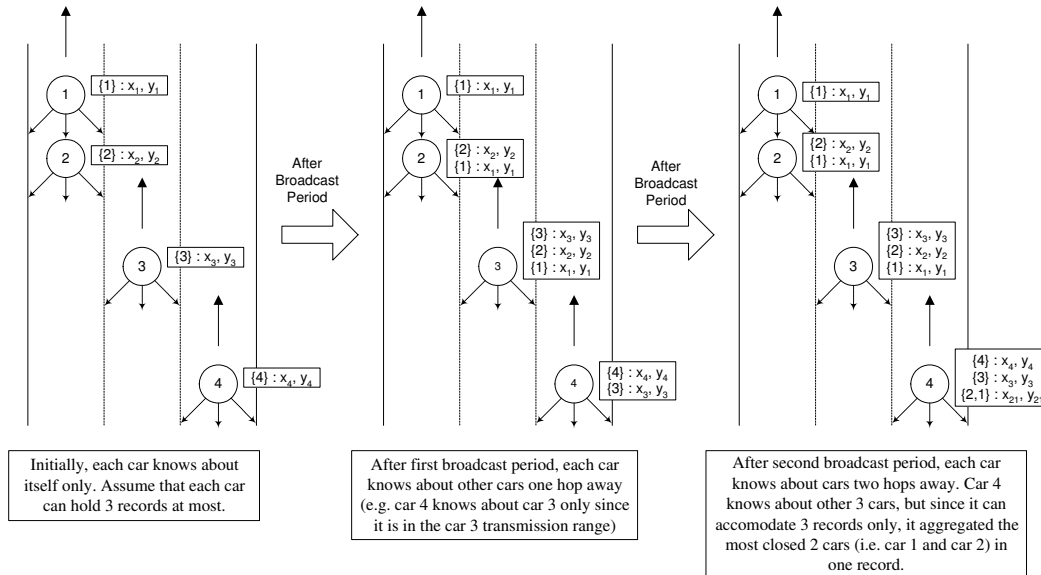 1
{1} : x₁, y₁
2
{2} : x₂, y₂
3
{3} : x₃, y₃
4
{4} : x₄, y₄
Initially, each car knows about
itself only. Assume that each car
can hold 3 records at most.
After
Broadcast
Period
1
{1} : x₁, y₁
2
{2} : x₂, y₂
{1} : x₁, y₁
3
{3} : x₃, y₃
{2} : x₂, y₂
{1} : x₁, y₁
4
{4} : x₄, y₄
{3} : x₃, y₃
After first broadcast period, each car
knows about other cars one hop away
(e.g. car 4 knows about car 3 only since
it is in the car 3 transmission range)
After
Broadcast
Period
1
{1} : x₁, y₁
2
{2} : x₂, y₂
{1} : x₁, y₁
3
{3} : x₃, y₃
{2} : x₂, y₂
{1} : x₁, y₁
4
{4} : x₄, y₄
{3} : x₃, y₃
{2,1} : x₂₁, y₂₁
After second broadcast period, each car
knows about cars two hops away. Car 4
knows about other 3 cars, but since it can
accomodate 3 records only, it aggregated the
most closed 2 cars (i.e. car 1 and car 2) in
one record.